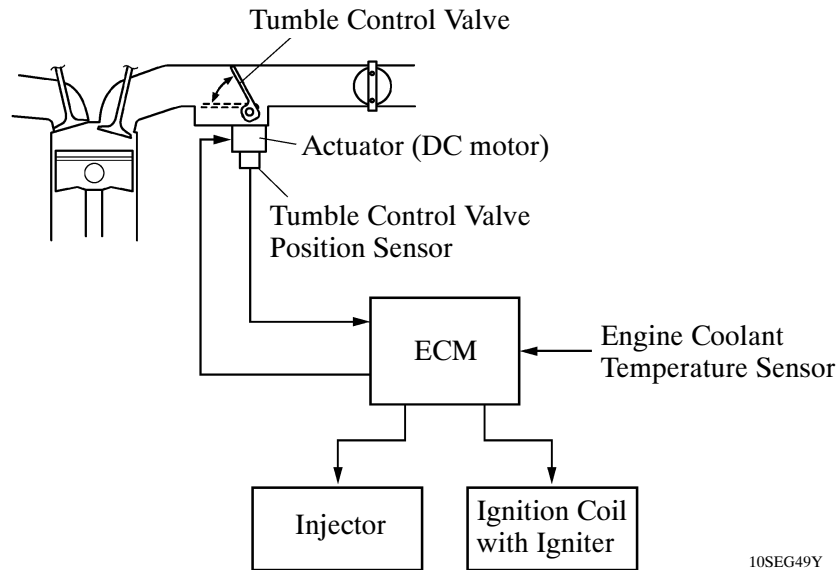 Tumble Control Valve
Actuator (DC motor)
Tumble Control Valve
Position Sensor
ECM
Engine Coolant
Temperature Sensor
Injector
Ignition Coil
with Igniter
10SEG49Y